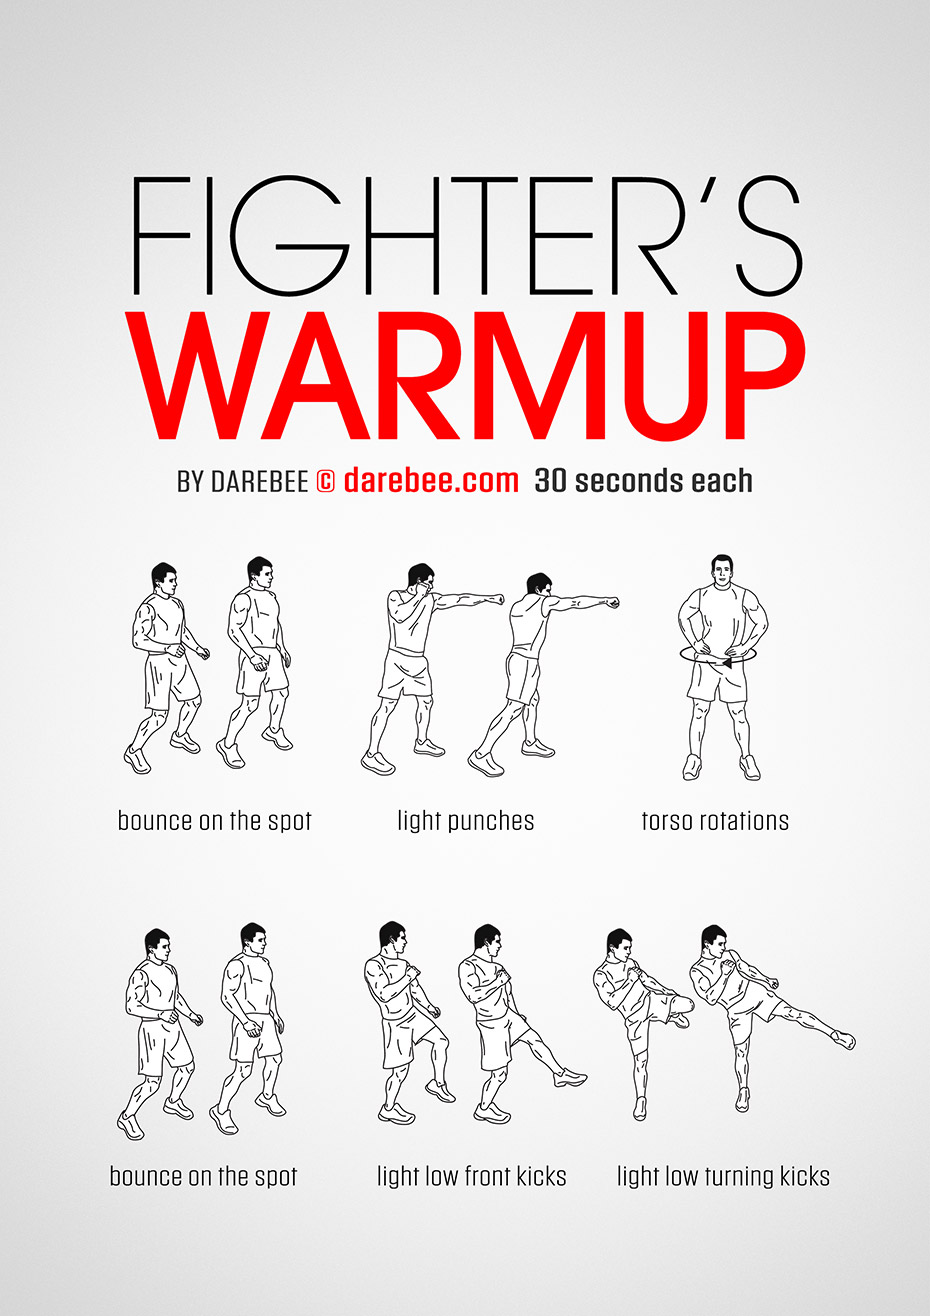 FIGHTER'S
WARMUP
BY DAREBEE © darebee.com 30 seconds each
bounce on the spot
light punches
torso rotations
bounce on the spot
light low front kicks
light low turning kicks